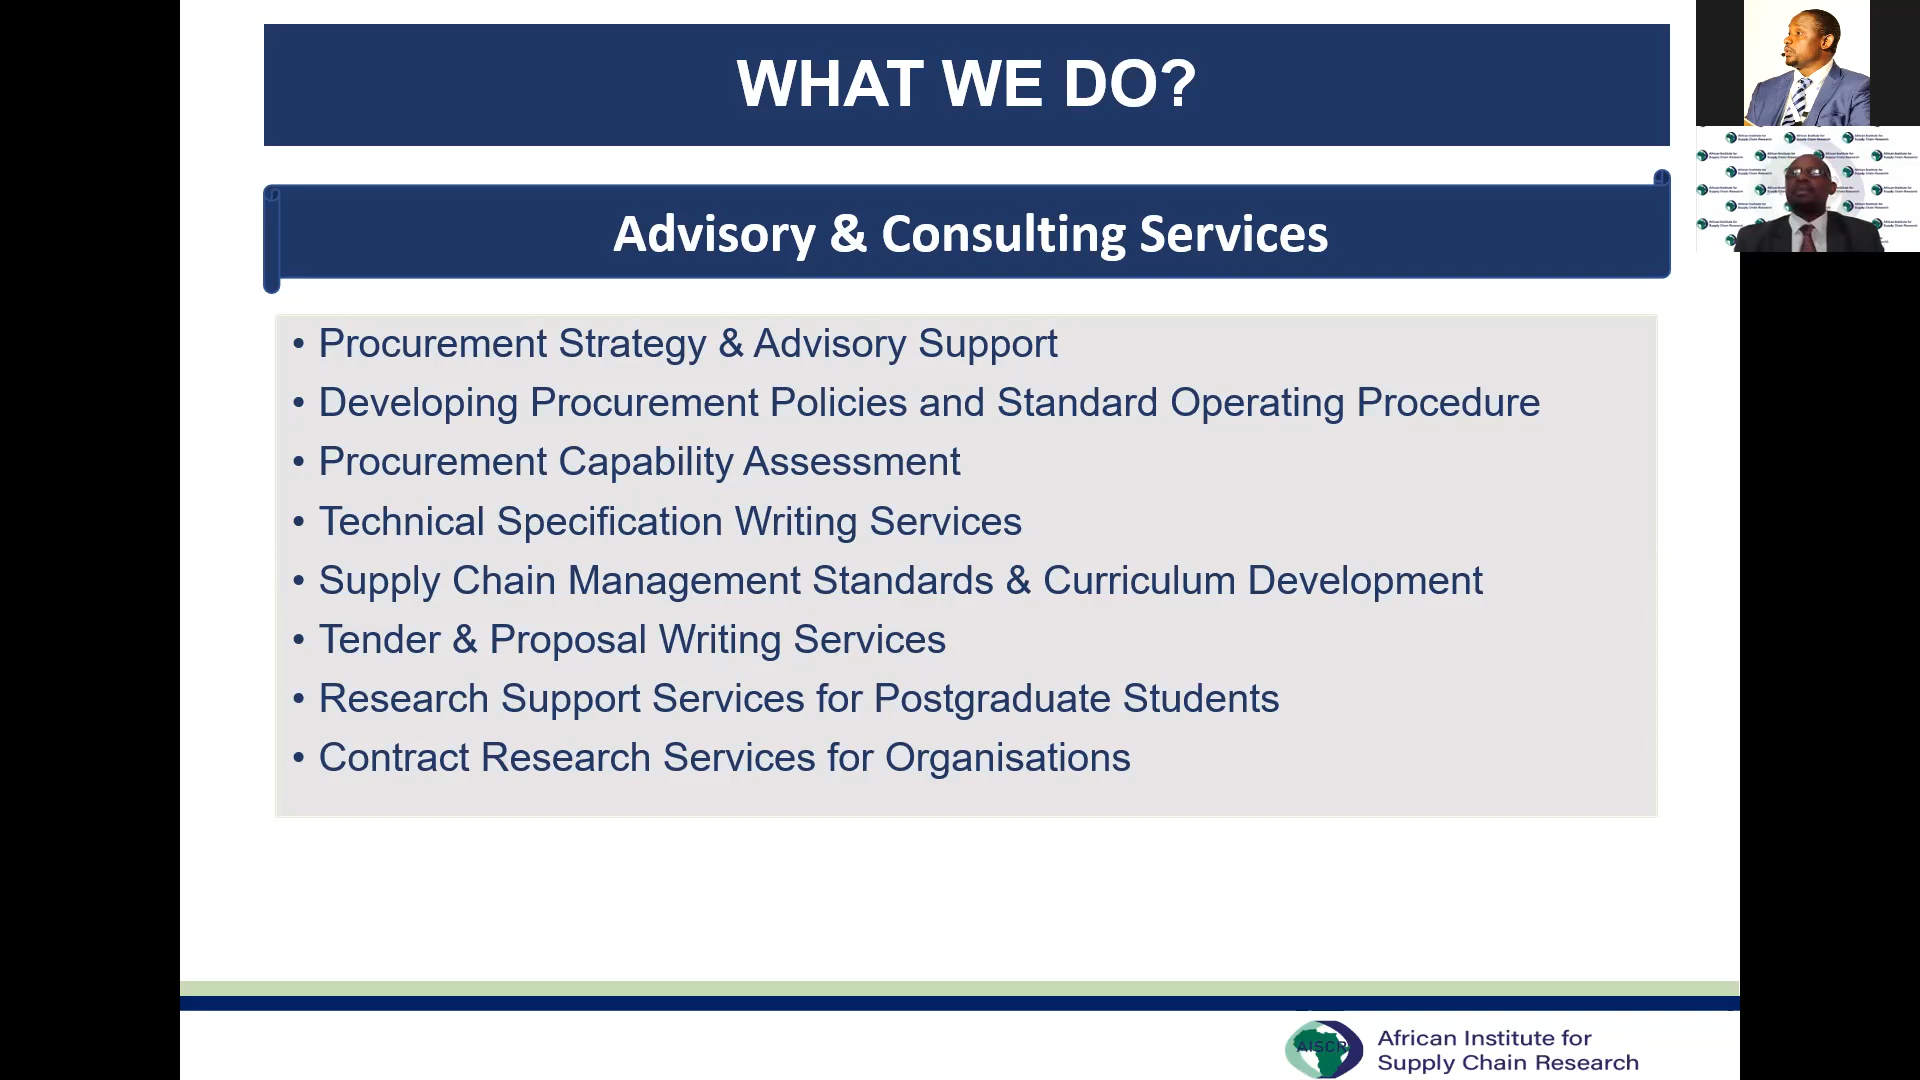 WHAT WE DO?
Advisory & Consulting Services
• Procurement Strategy & Advisory Support
• Developing Procurement Policies and Standard Operating Procedure
• Procurement Capability Assessment
• Technical Specification Writing Services
• Supply Chain Management Standards & Curriculum Development
• Tender & Proposal Writing Services
• Research Support Services for Postgraduate Students
• Contract Research Services for Organisations
AISCR
African Institute for
Supply Chain Research